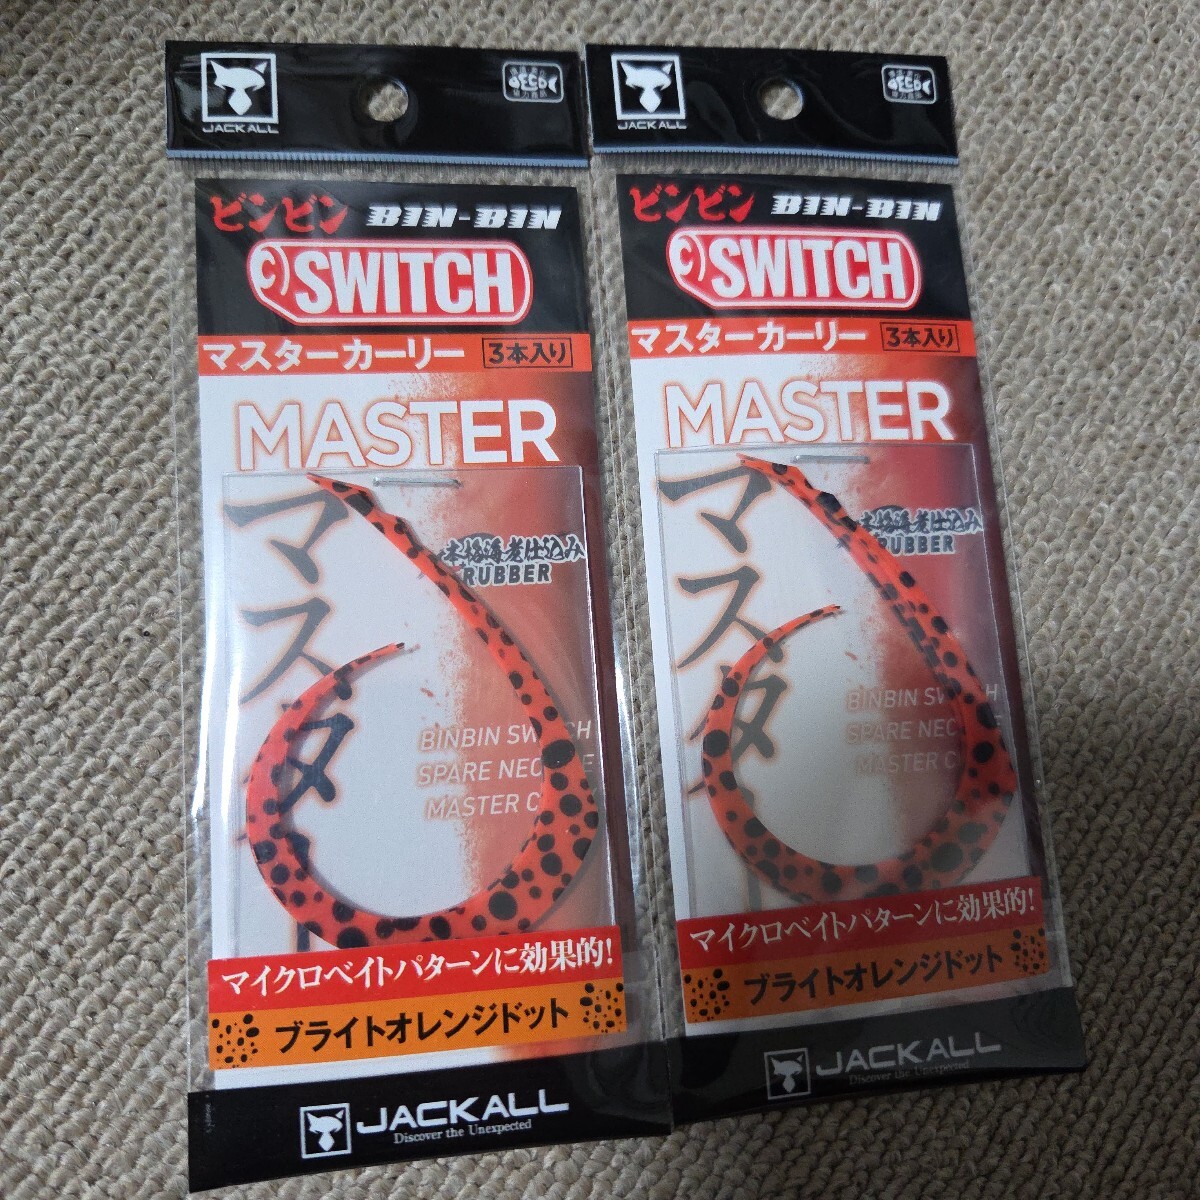 JACKALL
ビンビン BIN-BIN
C) SWITCH
マスターカーリー 3本入り
MASTER
マスター
本格海老仕込み
RUBBER
BINBIN SWITCH
SPARE NEC
MASTER C
マイクロベイトパターンに効果的!
ブライトオレンジドット
JACKALL
Discover the Unexpected
JACKALL
ビンビン BIN-BIN
C) SWITCH
マスターカーリー 3本入り
MASTER
マスタ
本格海老仕込み
RUBBER
BINBIN SWITCH
SPARE NEC
MASTER C
マイクロベイトパターンに効果的!
ブライトオレンジドット
JACKALL
Discover the Unexpected